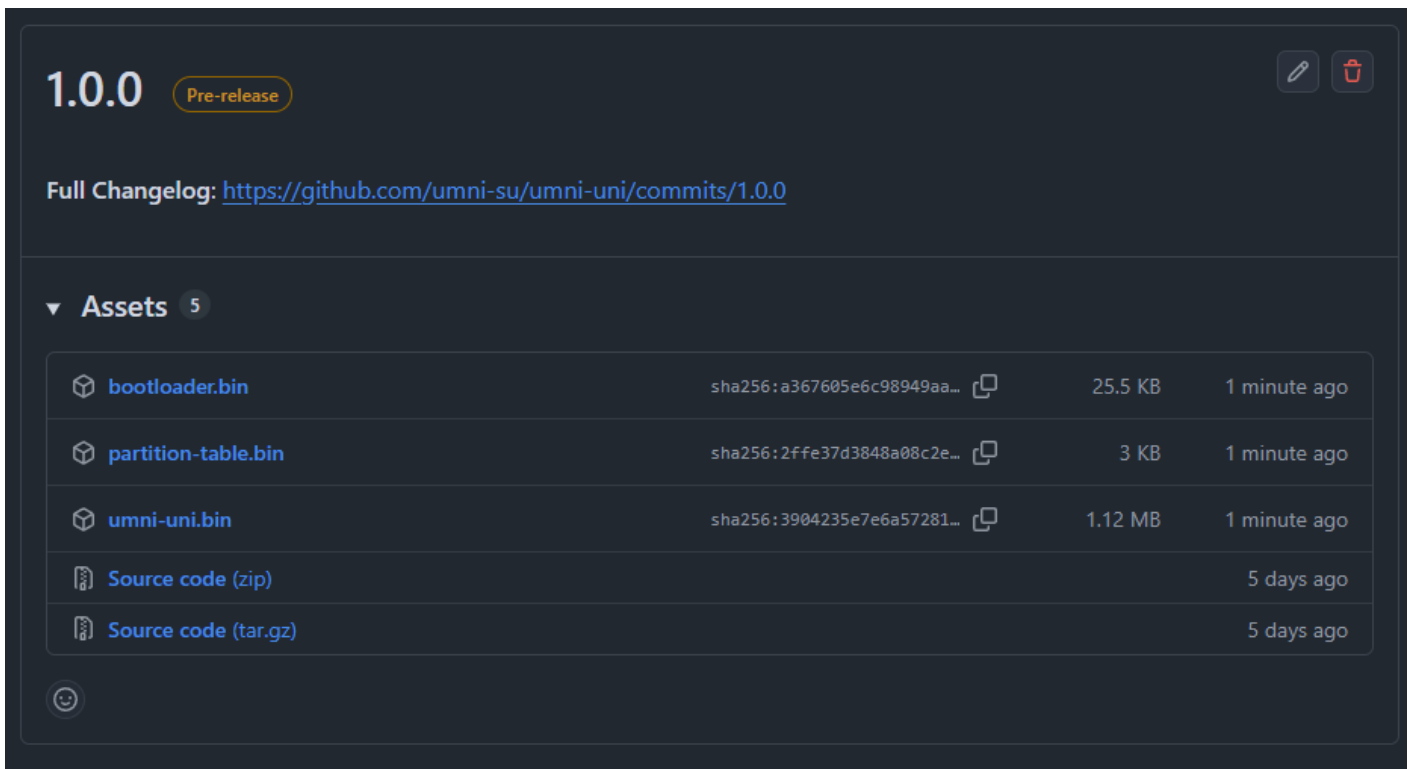 1.0.0 Pre-release
Full Changelog: https://github.com/umni-su/umni-uni/commits/1.0.0
Assets 5
bootloader.bin sha256:a367605e6c98949aa… 25.5 KB 1 minute ago
partition-table.bin sha256:2ffe37d3848a08c2e… 3 KB 1 minute ago
umni-uni.bin sha256:3904235e7e6a57281… 1.12 MB 1 minute ago
Source code (zip) 5 days ago
Source code (tar.gz) 5 days ago